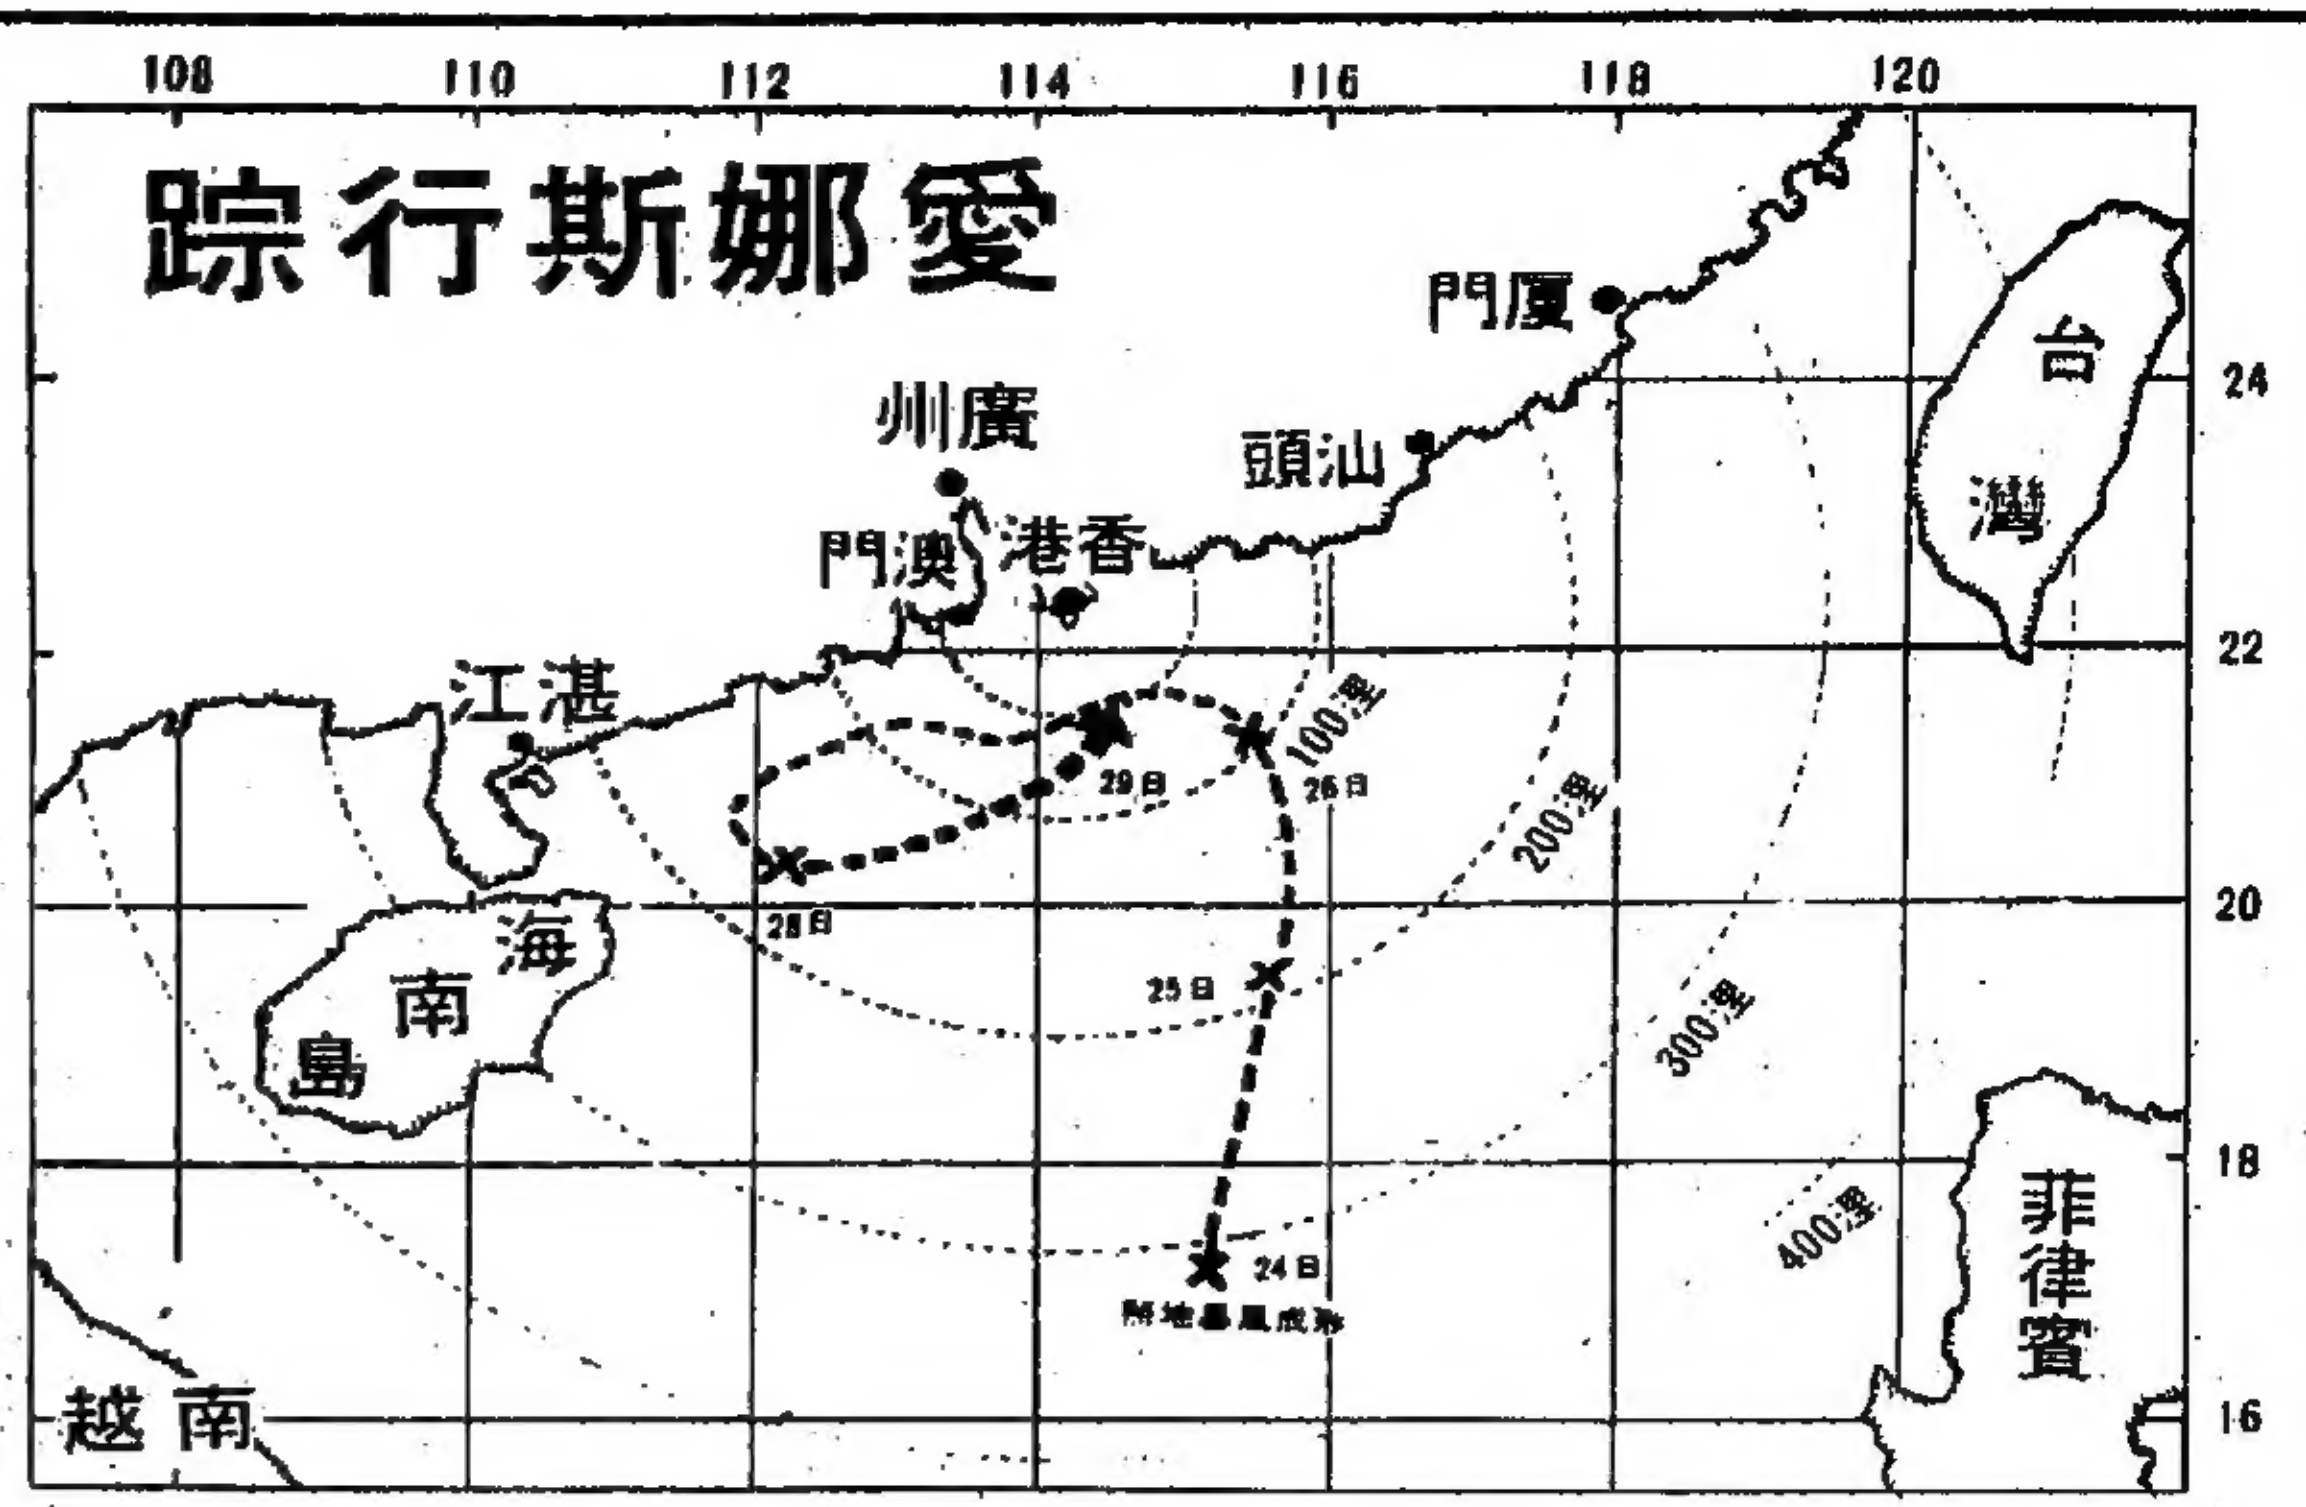 108 110 112 114 116 118 120
愛娜斯行踪
厦門
台灣
24
廣州
汕頭
香港
澳門
22
湛江
100浬
29日
26日
200浬
20
28日
海南島
25日
300浬
18
400浬
24日
菲律賓
越南
16